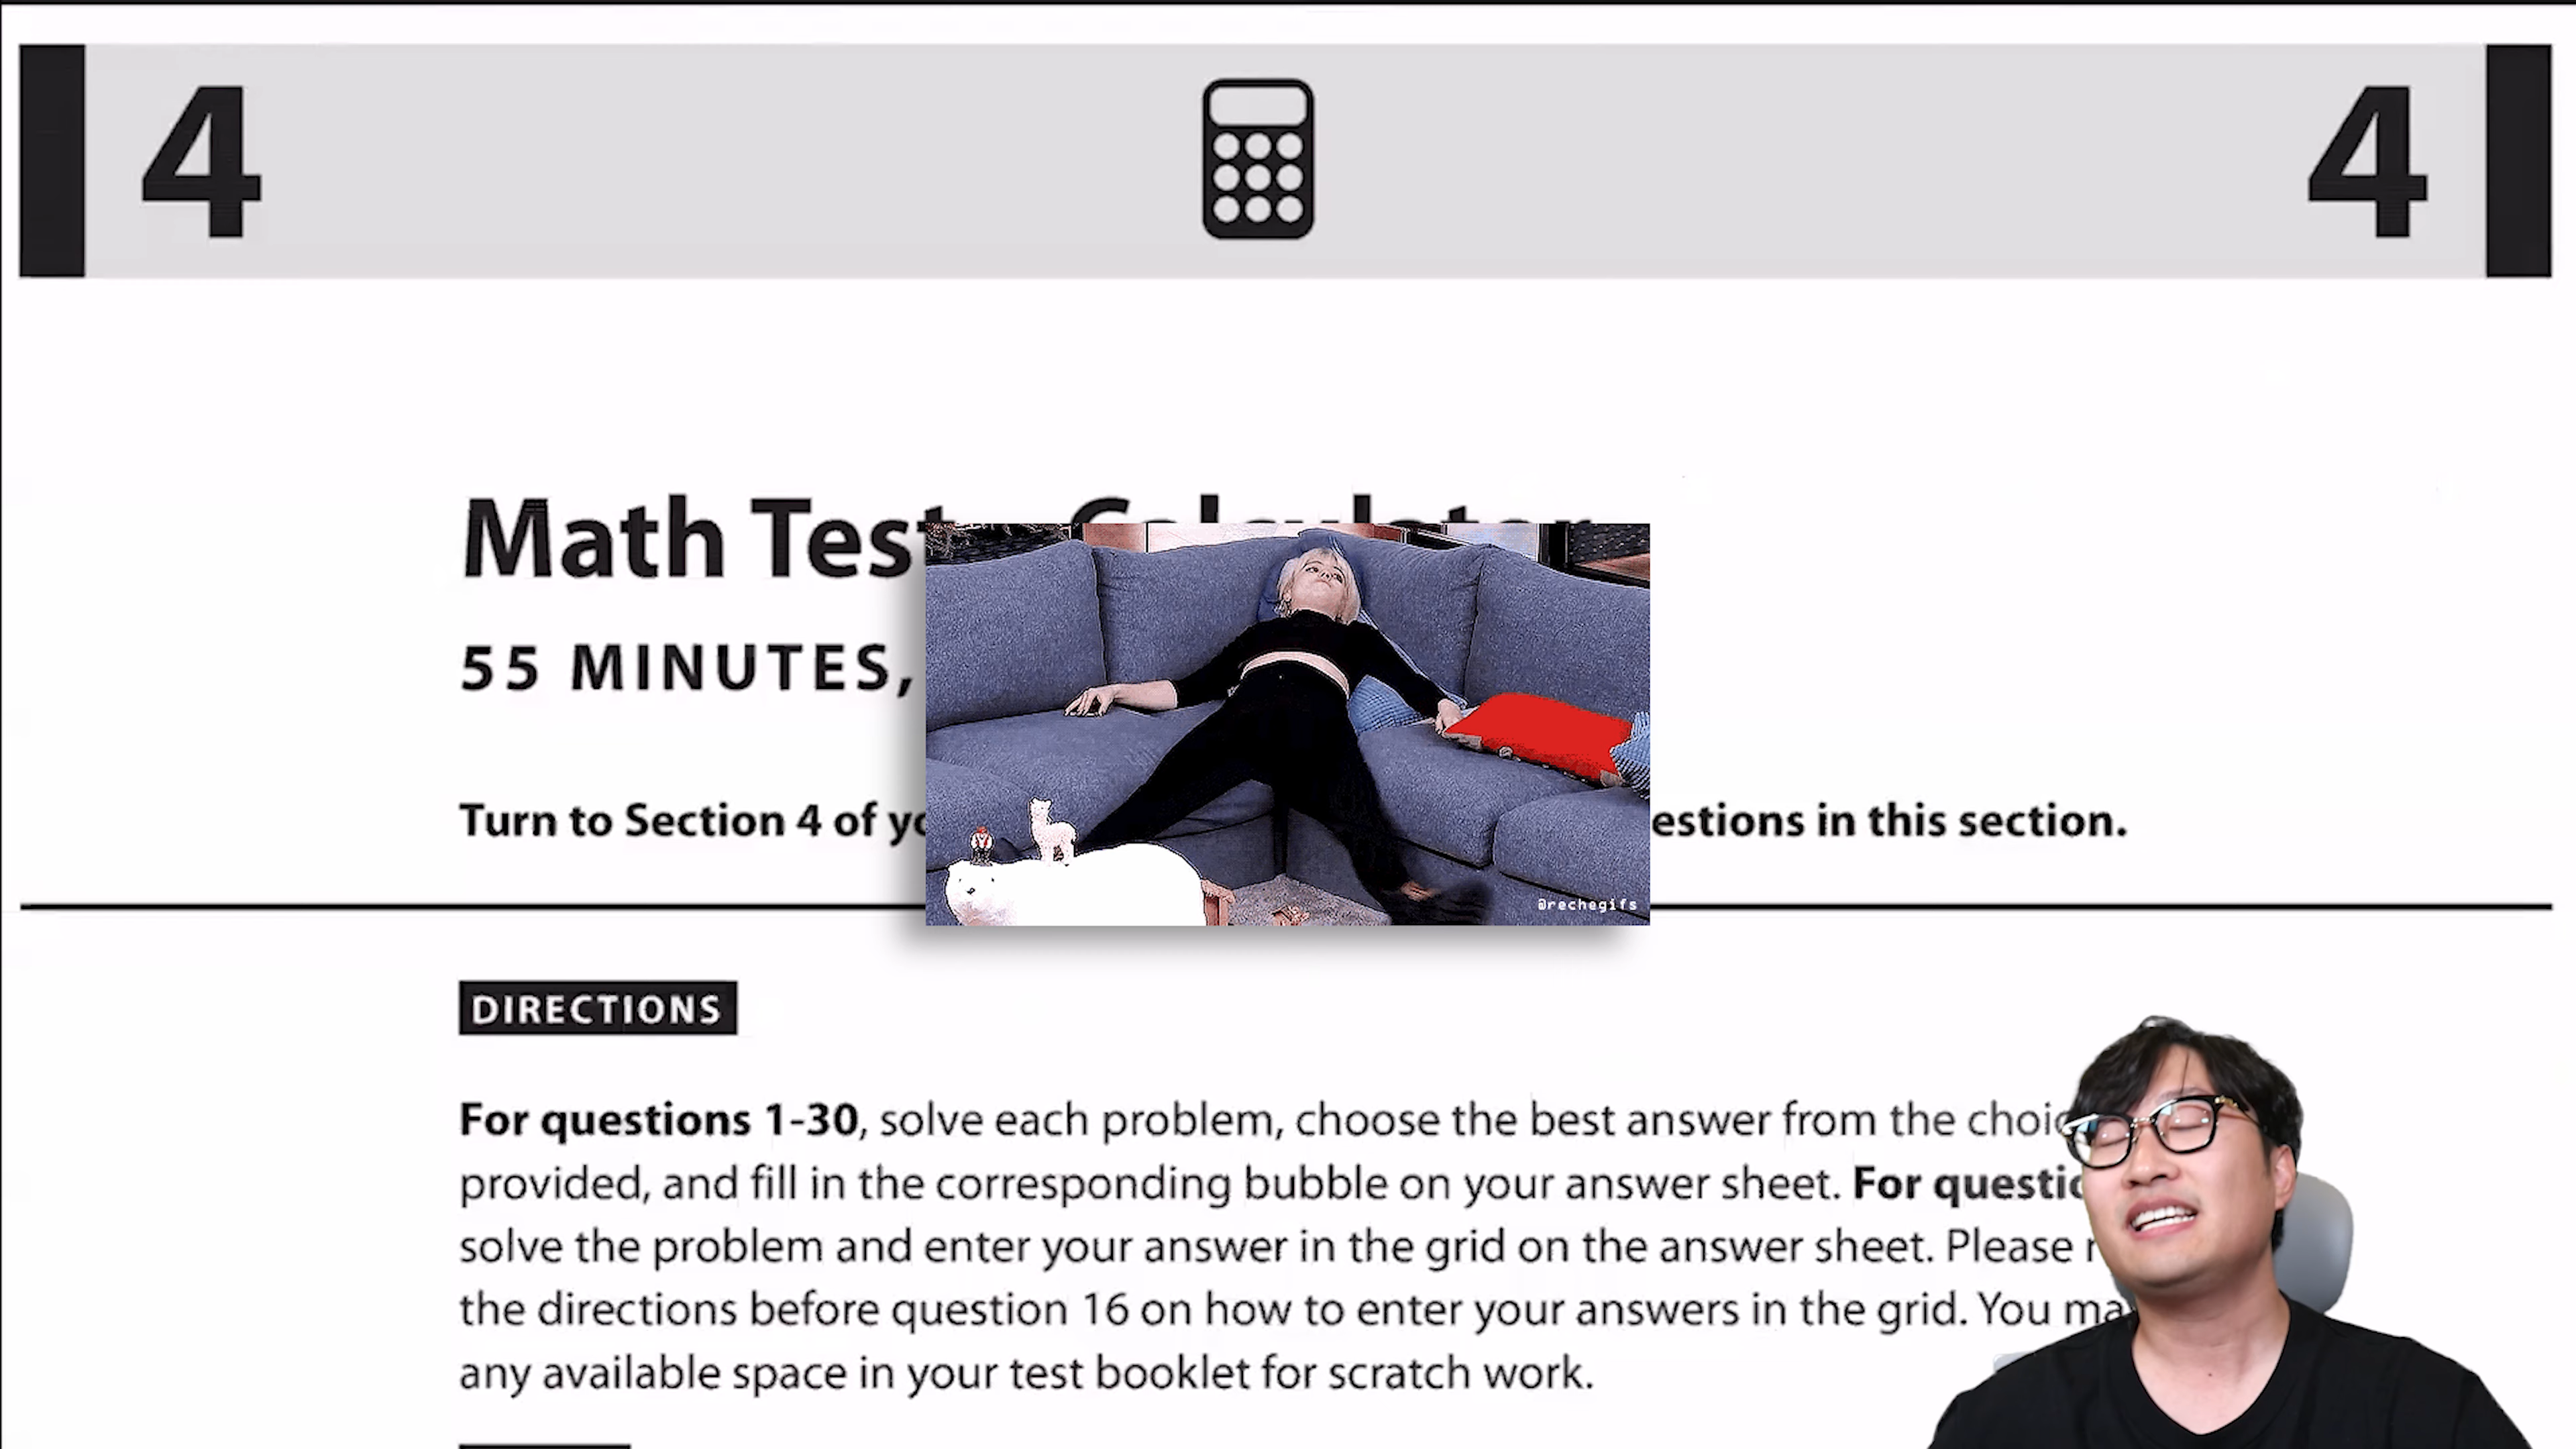 4 4
Math Test
55 MINUTES,
Turn to Section 4 of estions in this section.
@rechegifs
DIRECTIONS
For questions 1-30, solve each problem, choose the best answer from the choic
provided, and fill in the corresponding bubble on your answer sheet. For questio
solve the problem and enter your answer in the grid on the answer sheet. Please
the directions before question 16 on how to enter your answers in the grid. You ma
any available space in your test booklet for scratch work.